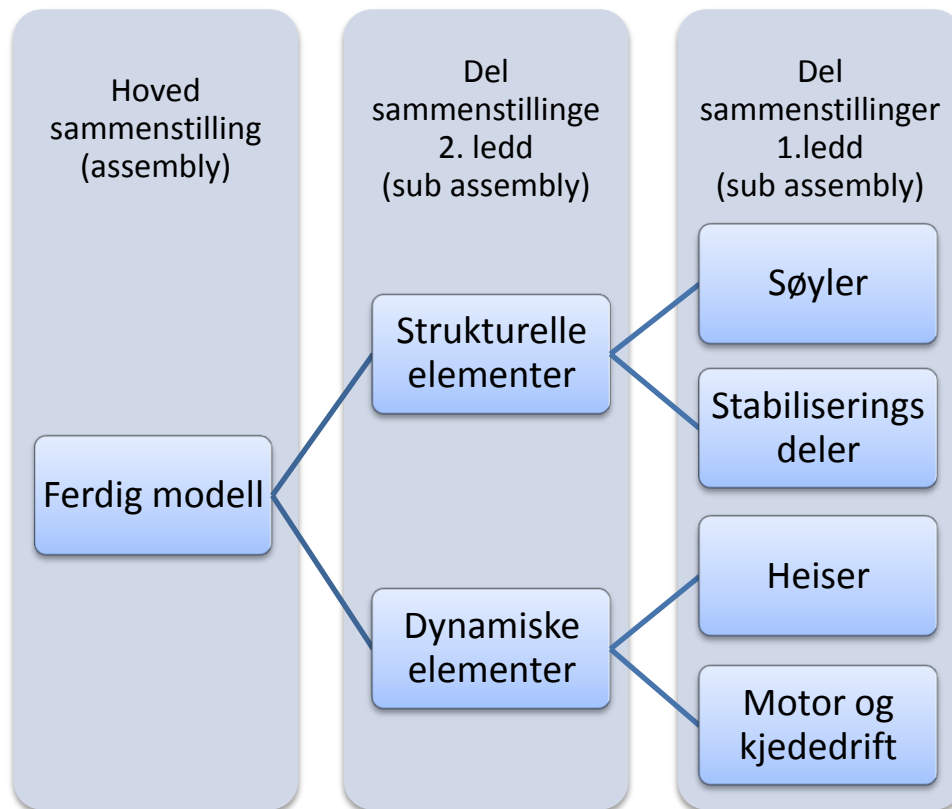 Hoved
sammenstilling
(assembly)
Del
sammenstillinge
2. ledd
(sub assembly)
Del
sammenstillinger
1.ledd
(sub assembly)
Ferdig modell
Strukturelle
elementer
Dynamiske
elementer
Søyler
Stabiliserings
deler
Heiser
Motor og
kjededrift